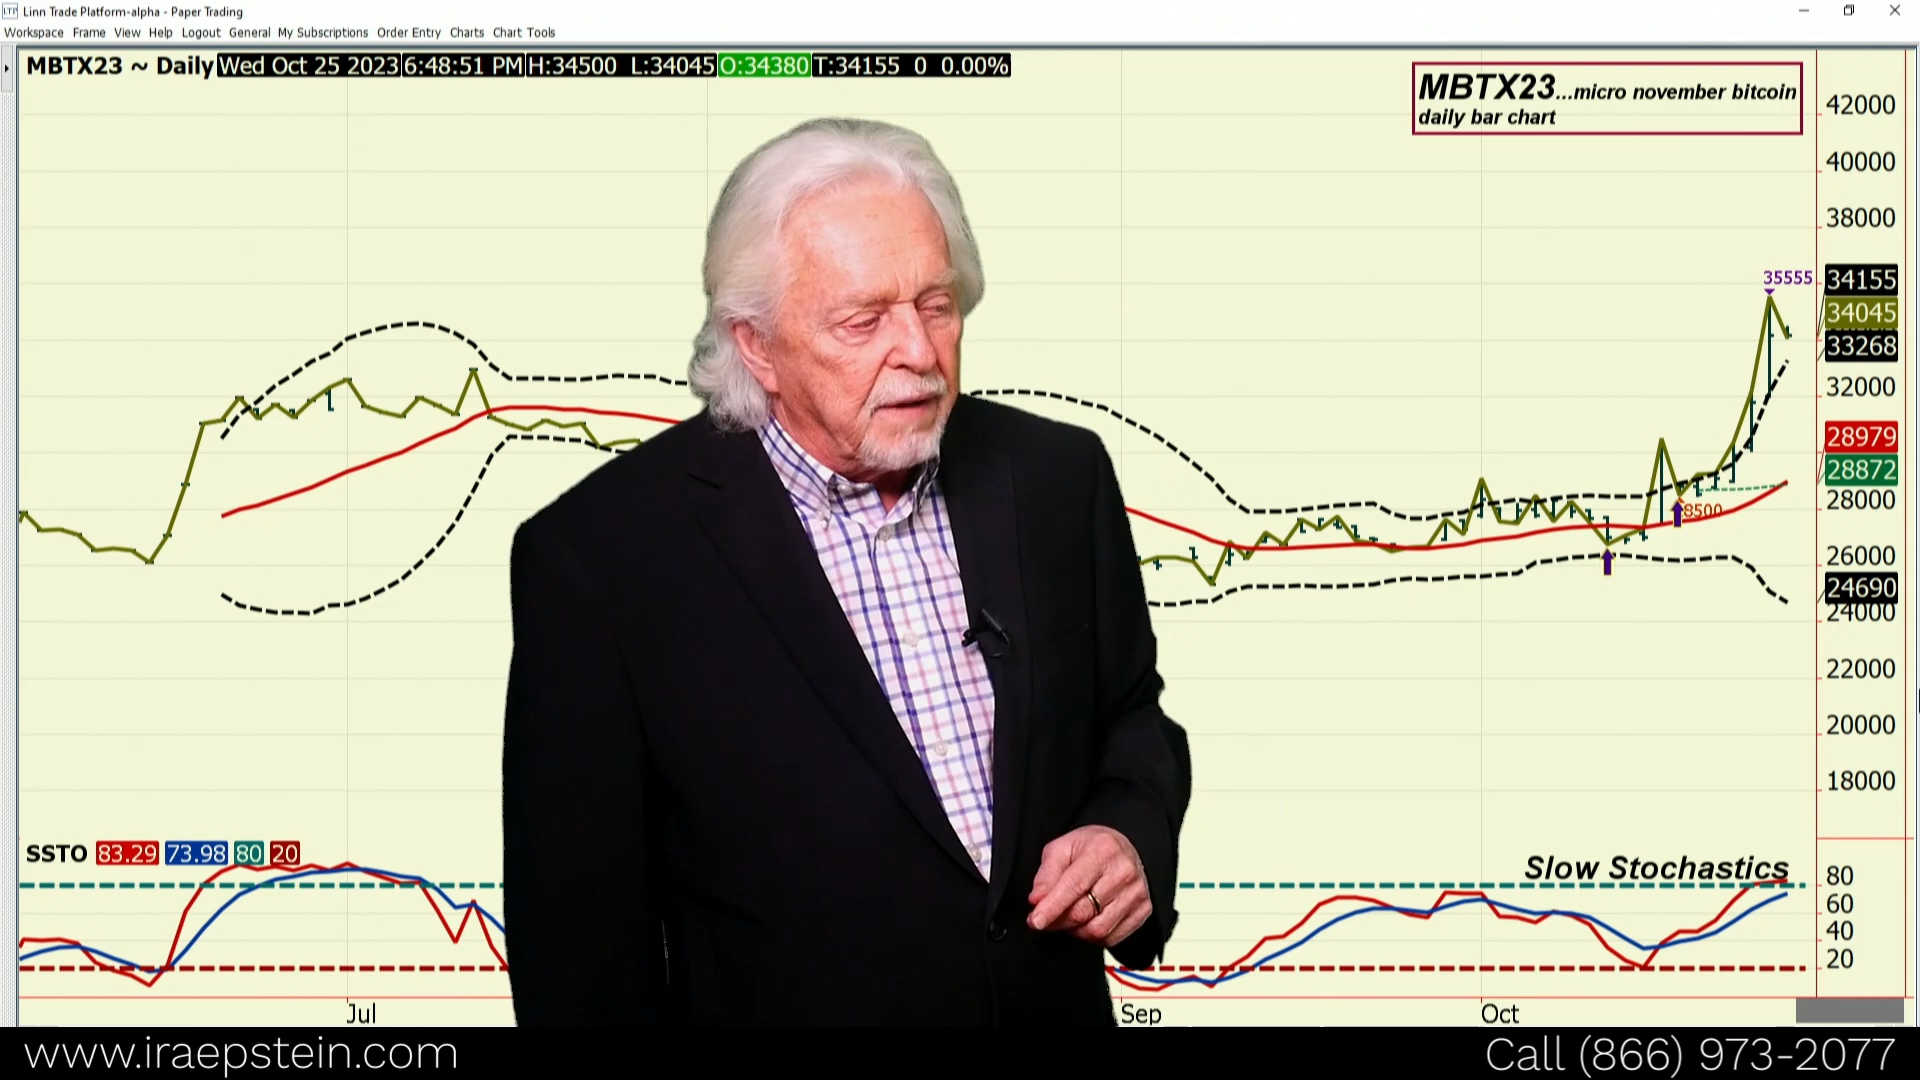 LTP Linn Trade Platform-alpha - Paper Trading
Workspace Frame View Help Logout General My Subscriptions Order Entry Charts Chart Tools
MBTX23 ~ Daily Wed Oct 25 2023 6:48:51 PM H:34500 L:34045 O:34380 T:34155 0 0.00%
MBTX23...micro november bitcoin
daily bar chart
42000
40000
38000
35555
34155
34045
33268
32000
28979
28872
28000
8500
26000
24690
24000
22000
20000
18000
SSTO 83.29 73.98 80 20
Slow Stochastics
80
60
40
20
Jul Sep Oct
www.iraepstein.com
Call (866) 973-2077